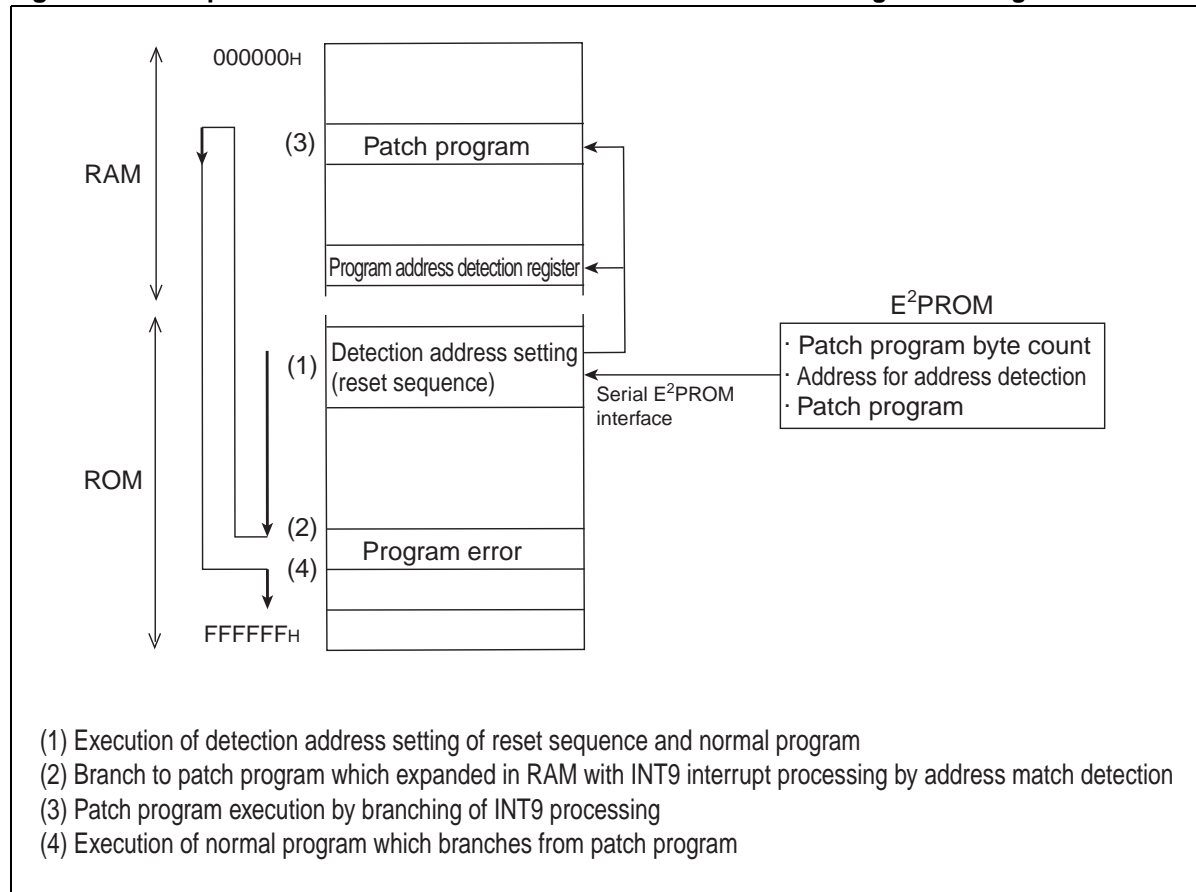 000000H
(3) Patch program
RAM
Program address detection register
E²PROM
· Patch program byte count
· Address for address detection
· Patch program
(1) Detection address setting
(reset sequence)
Serial E²PROM
interface
ROM
(2)
Program error
(4)
FFFFFFH
(1) Execution of detection address setting of reset sequence and normal program
(2) Branch to patch program which expanded in RAM with INT9 interrupt processing by address match detection
(3) Patch program execution by branching of INT9 processing
(4) Execution of normal program which branches from patch program